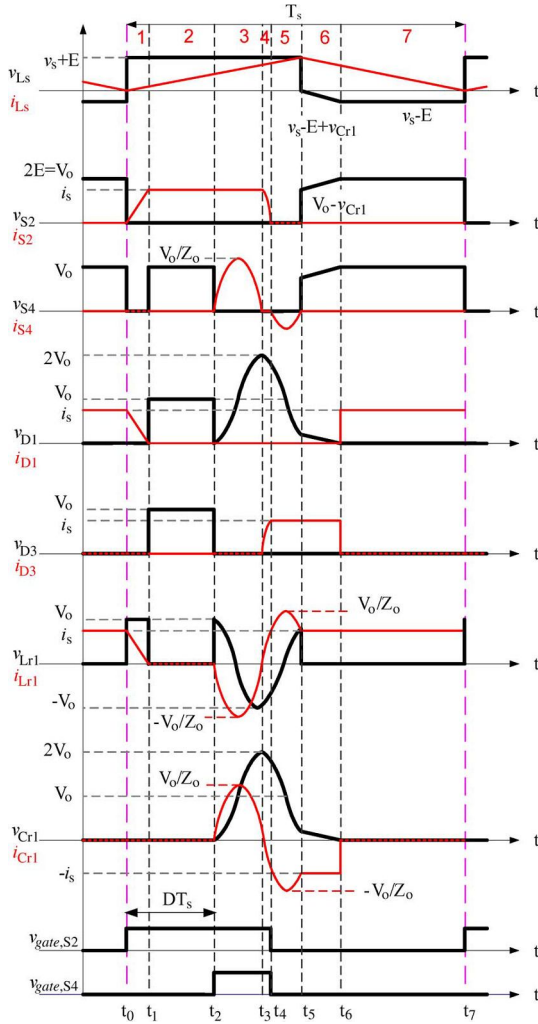 Ts
1 2 3 4 5 6 7
vs+E
vLs
iLs
t
vs-E+vCr1
vs-E
2E=Vo
is
vS2
iS2
Vo-vCr1
t
Vo
Vo/Zo
vS4
iS4
t
2Vo
Vo
is
vD1
iD1
t
Vo
is
vD3
iD3
t
Vo
is
Vo/Zo
vLr1
iLr1
t
-Vo
-Vo/Zo
2Vo
Vo/Zo
Vo
vCr1
iCr1
t
-is
-Vo/Zo
DTs
vgate,S2
t
vgate,S4
t
t0 t1 t2 t3 t4 t5 t6 t7